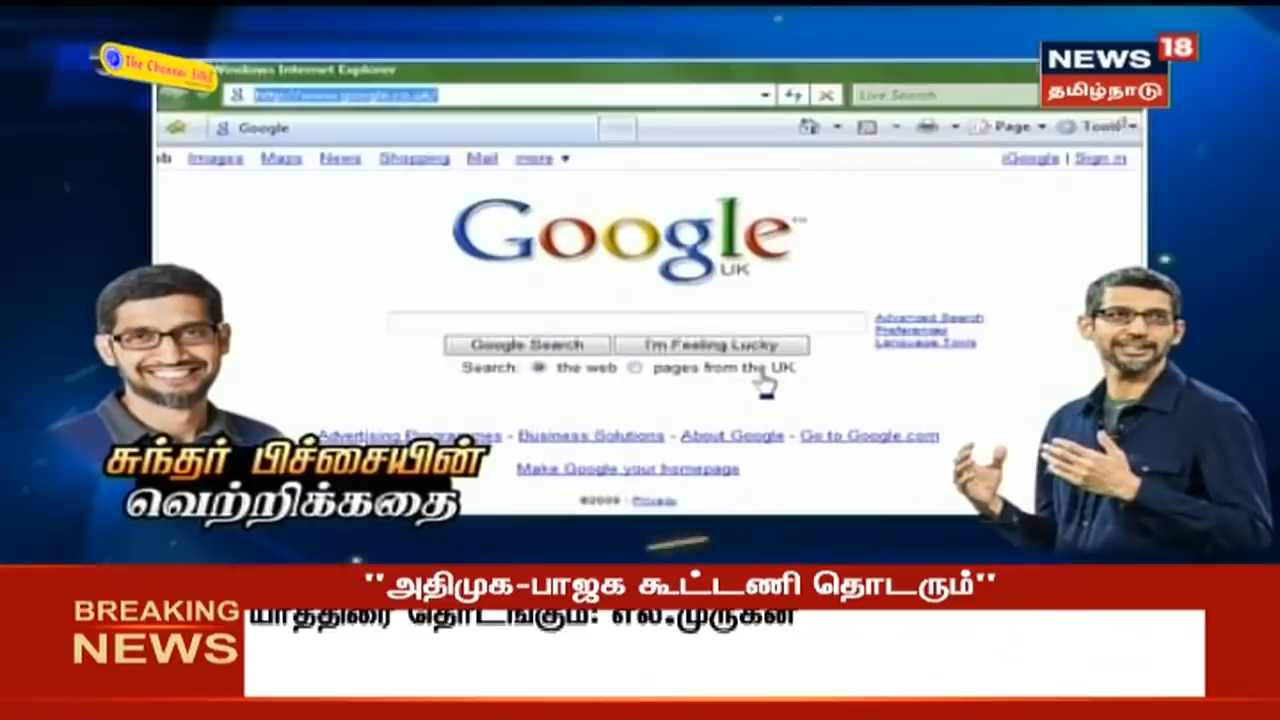 The Chennai Silks
NEWS 18
தமிழ்நாடு
Windows Internet Explorer
http://www.google.co.uk/
Live Search
Google
Page
Tools
Images Maps News Shopping Mail more
iGoogle | Sign in
Google™
UK
Advanced Search
Preferences
Language Tools
Google Search I'm Feeling Lucky
Search: the web pages from the UK
Advertising Programmes - Business Solutions - About Google - Go to Google.com
Make Google your homepage
©2009 - Privacy
சுந்தர் பிச்சையின்
வெற்றிக்கதை
"அதிமுக-பாஜக கூட்டணி தொடரும்"
BREAKING
NEWS
யாத்திரை தொடங்கும்: எல்.முருகன்